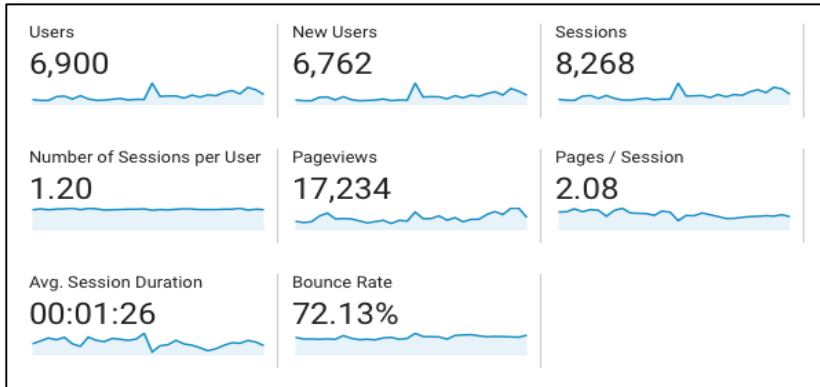 Users
6,900
New Users
6,762
Sessions
8,268
Number of Sessions per User
1.20
Pageviews
17,234
Pages / Session
2.08
Avg. Session Duration
00:01:26
Bounce Rate
72.13%